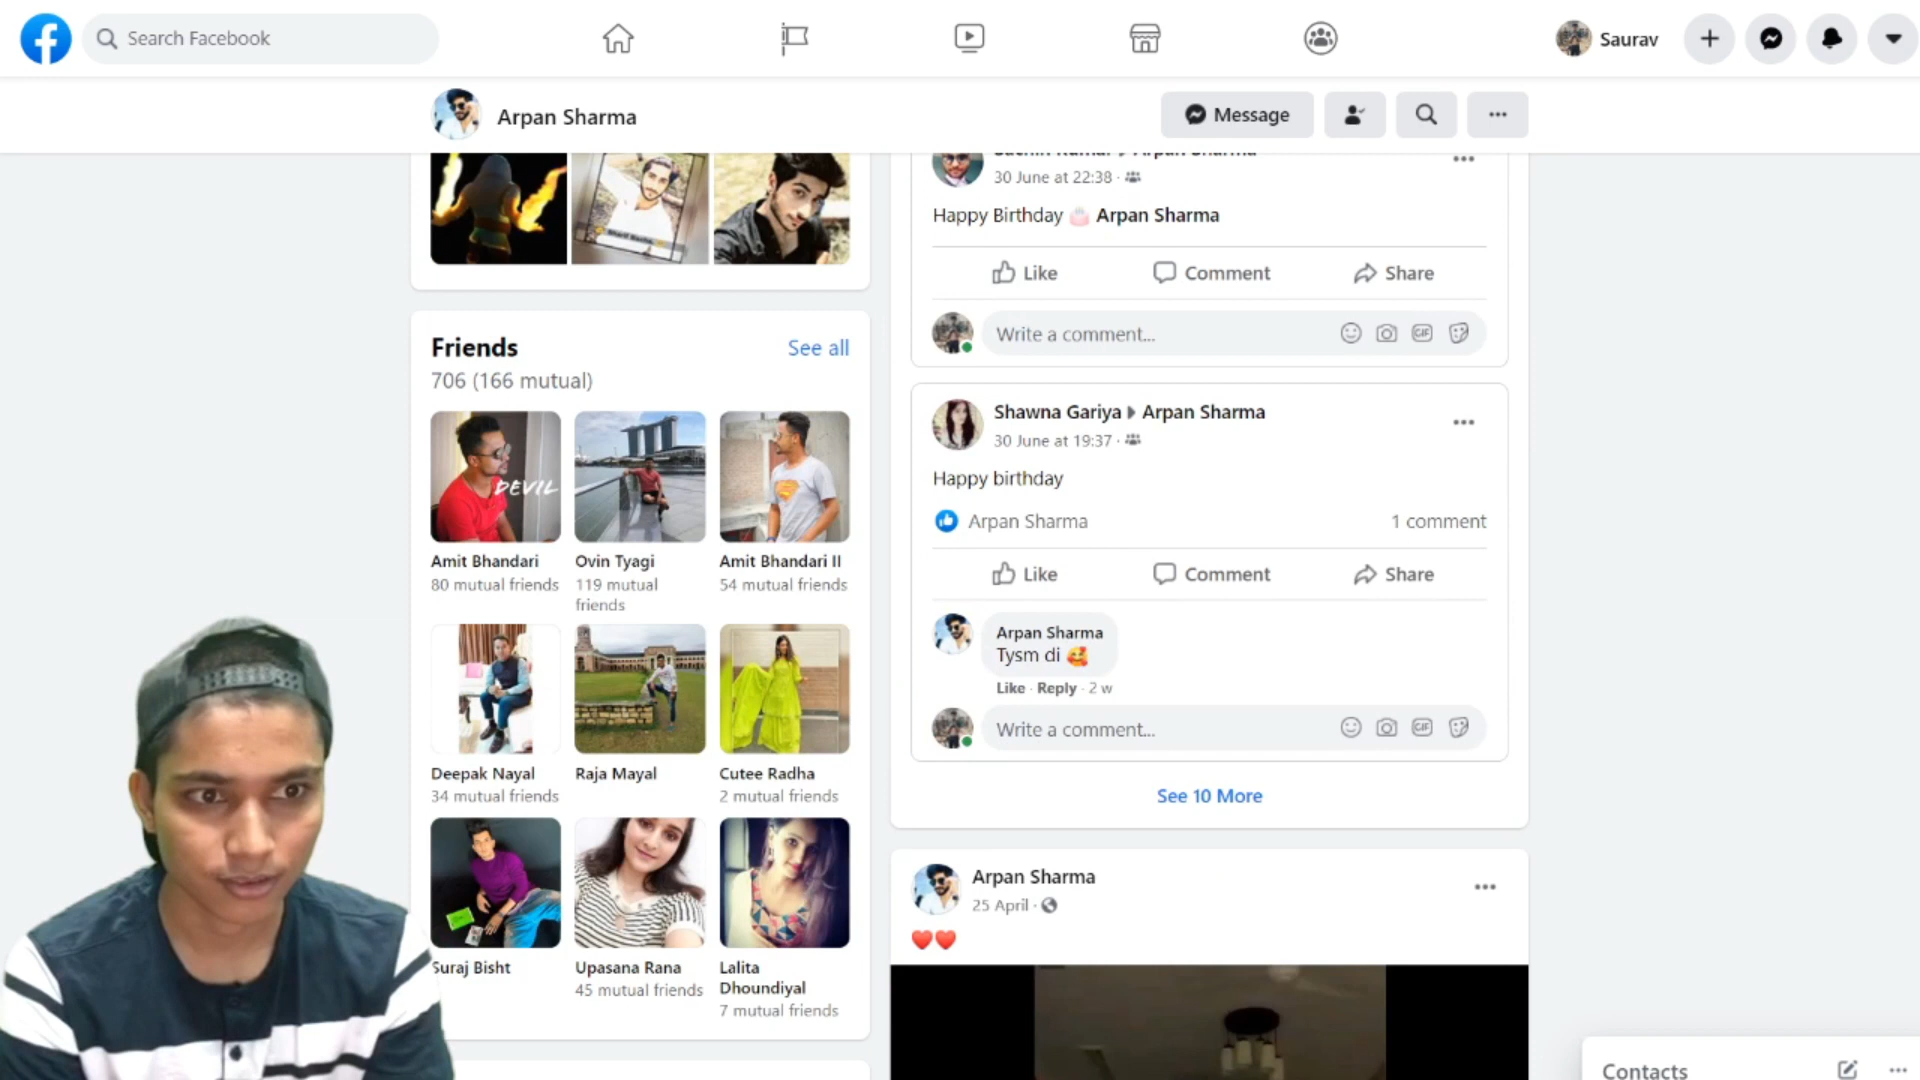 Search Facebook
Saurav
Arpan Sharma
Message
30 June at 22:38
Happy Birthday 🎂 Arpan Sharma
Like Comment Share
Write a comment...
GIF
Friends
See all
706 (166 mutual)
DEVIL
Amit Bhandari
80 mutual friends
Ovin Tyagi
119 mutual
friends
Amit Bhandari II
54 mutual friends
Deepak Nayal
34 mutual friends
Raja Mayal
Cutee Radha
2 mutual friends
Suraj Bisht
Upasana Rana
45 mutual friends
Lalita
Dhoundiyal
7 mutual friends
Shawna Gariya Arpan Sharma
30 June at 19:37
Happy birthday
Arpan Sharma
1 comment
Like Comment Share
Arpan Sharma
Tysm di 🥰
Like · Reply · 2 w
Write a comment...
GIF
See 10 More
Arpan Sharma
25 April
❤️❤️
Contacts